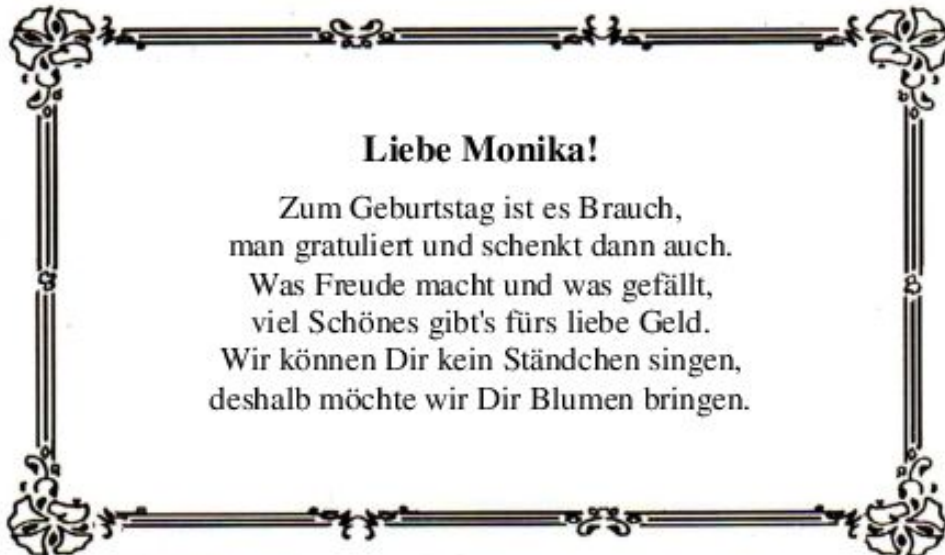 Liebe Monika!
Zum Geburtstag ist es Brauch,
man gratuliert und schenkt dann auch.
Was Freude macht und was gefällt,
viel Schönes gibt's fürs liebe Geld.
Wir können Dir kein Ständchen singen,
deshalb möchte wir Dir Blumen bringen.